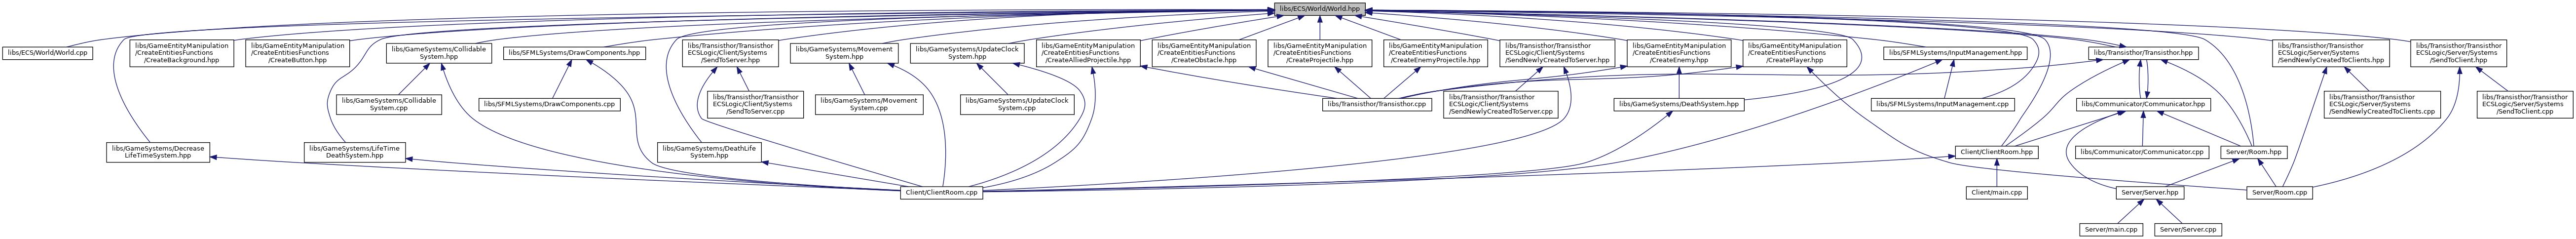 libs/ECS/World/World.hpp
libs/ECS/World/World.cpp
libs/GameEntityManipulation
/CreateEntitiesFunctions
/CreateBackground.hpp
libs/GameEntityManipulation
/CreateEntitiesFunctions
/CreateButton.hpp
libs/GameSystems/Collidable
System.hpp
libs/SFMLSystems/DrawComponents.hpp
libs/Transisthor/Transisthor
ECSLogic/Client/Systems
/SendToServer.hpp
libs/GameSystems/Movement
System.hpp
libs/GameSystems/UpdateClock
System.hpp
libs/GameEntityManipulation
/CreateEntitiesFunctions
/CreateAlliedProjectile.hpp
libs/GameEntityManipulation
/CreateEntitiesFunctions
/CreateObstacle.hpp
libs/GameEntityManipulation
/CreateEntitiesFunctions
/CreateProjectile.hpp
libs/GameEntityManipulation
/CreateEntitiesFunctions
/CreateEnemyProjectile.hpp
libs/Transisthor/Transisthor
ECSLogic/Client/Systems
/SendNewlyCreatedToServer.hpp
libs/GameEntityManipulation
/CreateEntitiesFunctions
/CreateEnemy.hpp
libs/GameEntityManipulation
/CreateEntitiesFunctions
/CreatePlayer.hpp
libs/SFMLSystems/InputManagement.hpp
libs/Transisthor/Transisthor.hpp
libs/Transisthor/Transisthor
ECSLogic/Server/Systems
/SendNewlyCreatedToClients.hpp
libs/Transisthor/Transisthor
ECSLogic/Server/Systems
/SendToClient.hpp
libs/GameSystems/Collidable
System.cpp
libs/SFMLSystems/DrawComponents.cpp
libs/Transisthor/Transisthor
ECSLogic/Client/Systems
/SendToServer.cpp
libs/GameSystems/Movement
System.cpp
libs/GameSystems/UpdateClock
System.cpp
libs/Transisthor/Transisthor.cpp
libs/Transisthor/Transisthor
ECSLogic/Client/Systems
/SendNewlyCreatedToServer.cpp
libs/GameSystems/DeathSystem.hpp
libs/SFMLSystems/InputManagement.cpp
libs/Communicator/Communicator.hpp
libs/Transisthor/Transisthor
ECSLogic/Server/Systems
/SendNewlyCreatedToClients.cpp
libs/Transisthor/Transisthor
ECSLogic/Server/Systems
/SendToClient.cpp
libs/GameSystems/Decrease
LifeTimeSystem.hpp
libs/GameSystems/LifeTime
DeathSystem.hpp
libs/GameSystems/DeathLife
System.hpp
Client/ClientRoom.hpp
libs/Communicator/Communicator.cpp
Server/Room.hpp
Client/ClientRoom.cpp
Client/main.cpp
Server/Server.hpp
Server/Room.cpp
Server/main.cpp
Server/Server.cpp